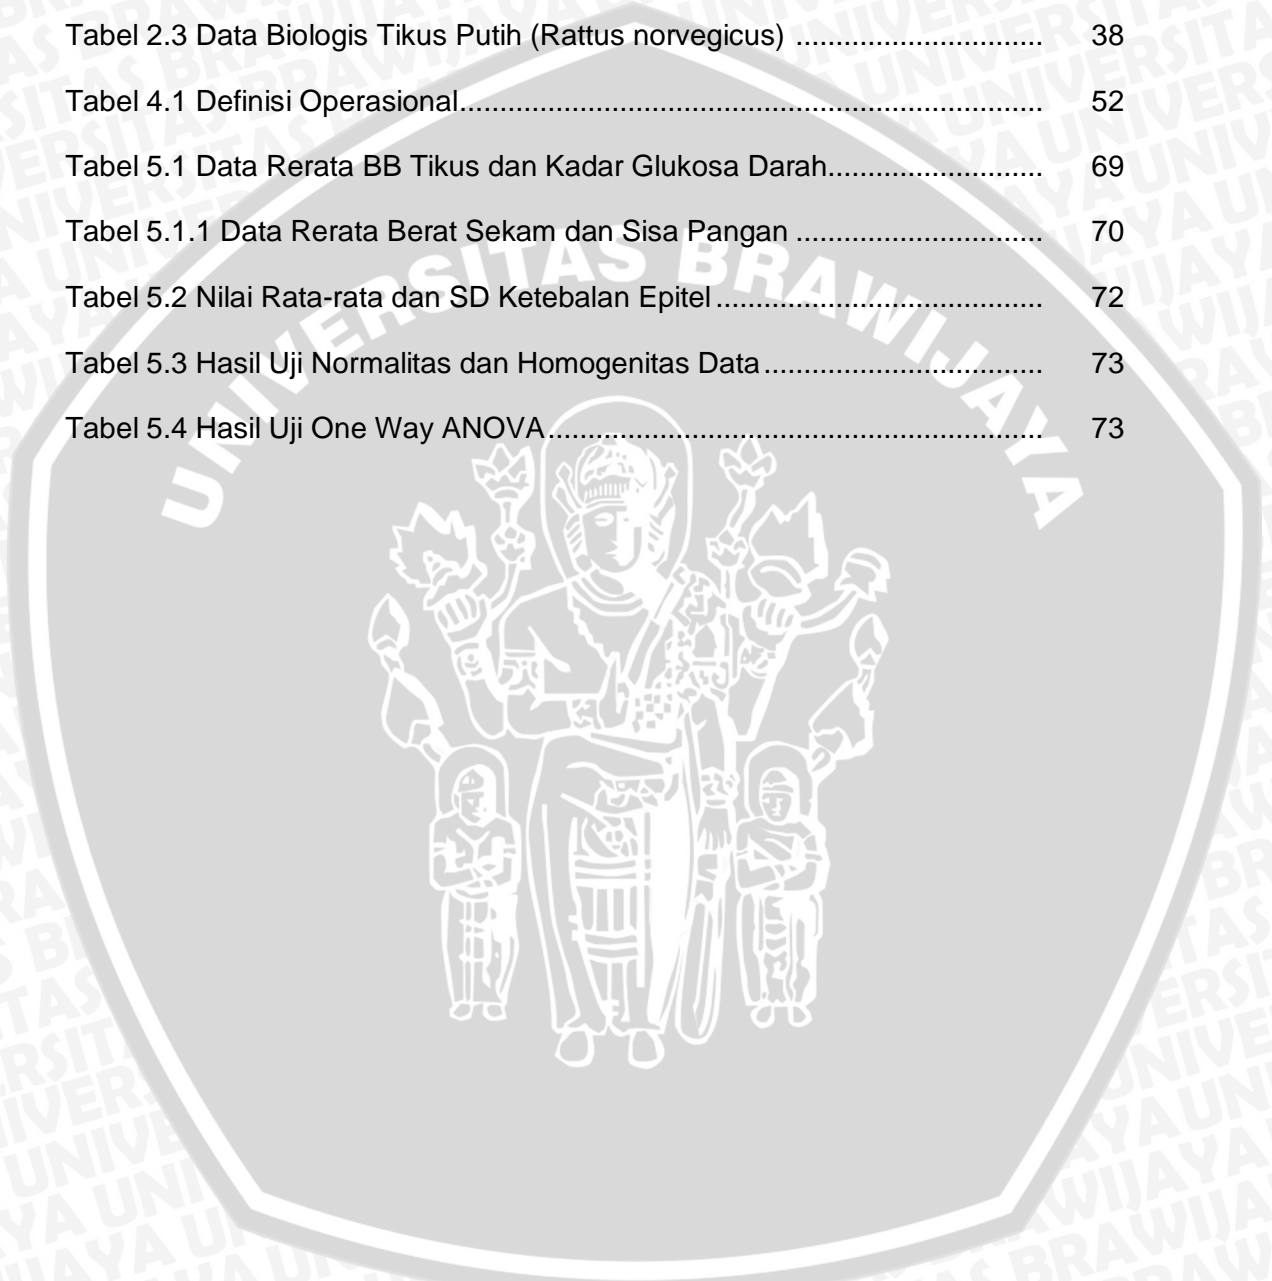 Tabel 2.3 Data Biologis Tikus Putih (Rattus norvegicus) ............................... 38
Tabel 4.1 Definisi Operasional......................................................................... 52
Tabel 5.1 Data Rerata BB Tikus dan Kadar Glukosa Darah........................... 69
Tabel 5.1.1 Data Rerata Berat Sekam dan Sisa Pangan ............................... 70
Tabel 5.2 Nilai Rata-rata dan SD Ketebalan Epitel ......................................... 72
Tabel 5.3 Hasil Uji Normalitas dan Homogenitas Data ................................... 73
Tabel 5.4 Hasil Uji One Way ANOVA .............................................................. 73
UNIVERSITAS BRAWIJAYA